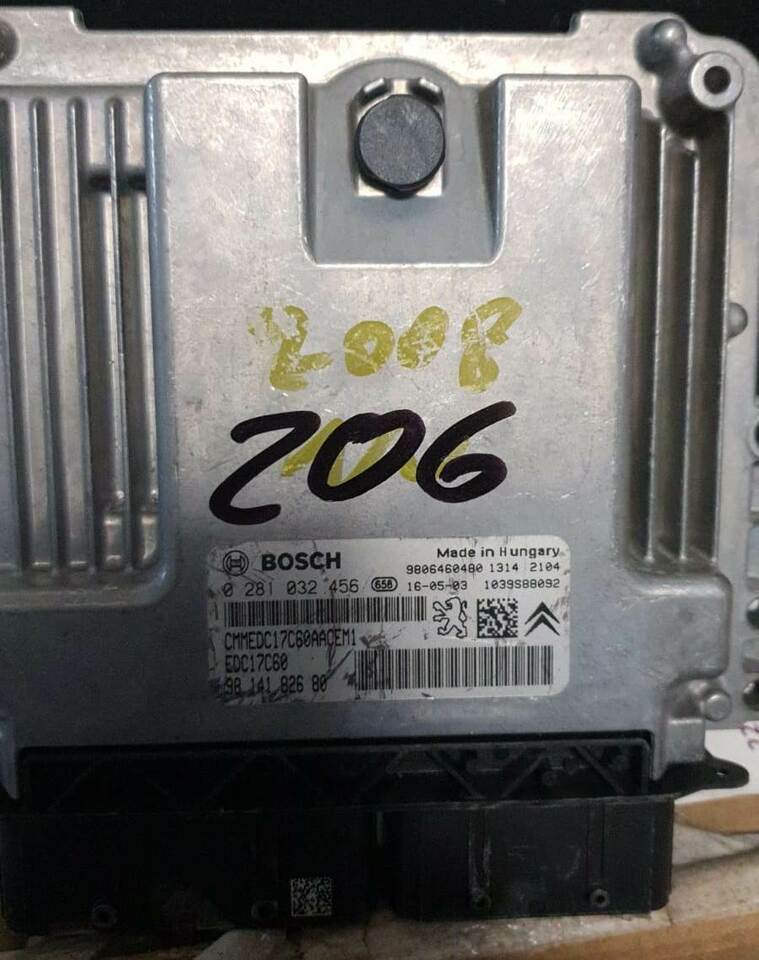 2008
206
BOSCH
Made in Hungary
9806460480 1314 2104
0 281 032 456 658 16-05-03 1039S88092
CMMEDC17C60AACEM1
EDC17C60
98 141 826 80